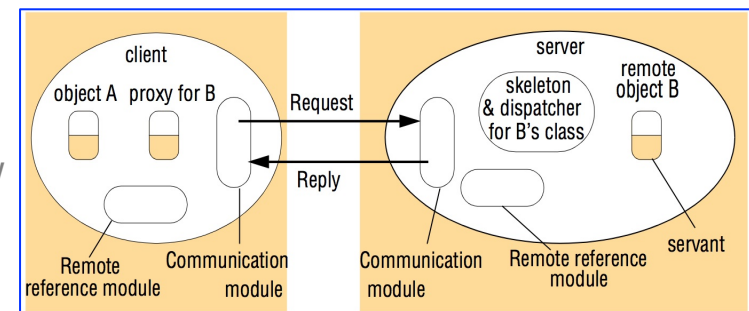 client
object A proxy for B
Request
Reply
Remote
reference module
Communication
module
server
skeleton
& dispatcher
for B's class
remote
object B
Communication
module
Remote reference
module
servant